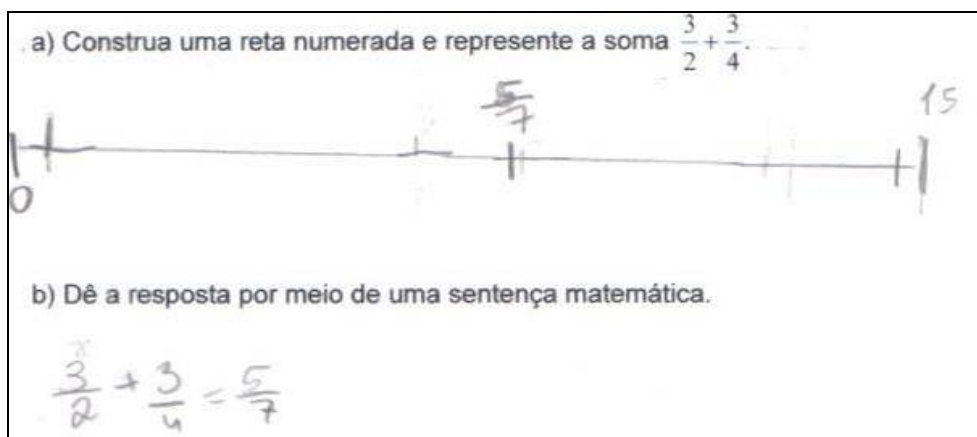 a) Construa uma reta numerada e represente a soma 3/2 + 3/4.
5/7
15
0
b) Dê a resposta por meio de uma sentença matemática.
3/2 + 3/4 = 5/7